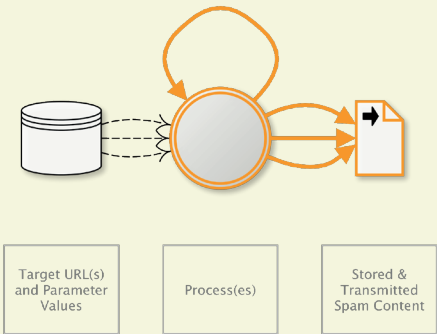 Target URL(s)
and Parameter
Values
Process(es)
Stored &
Transmitted
Spam Content